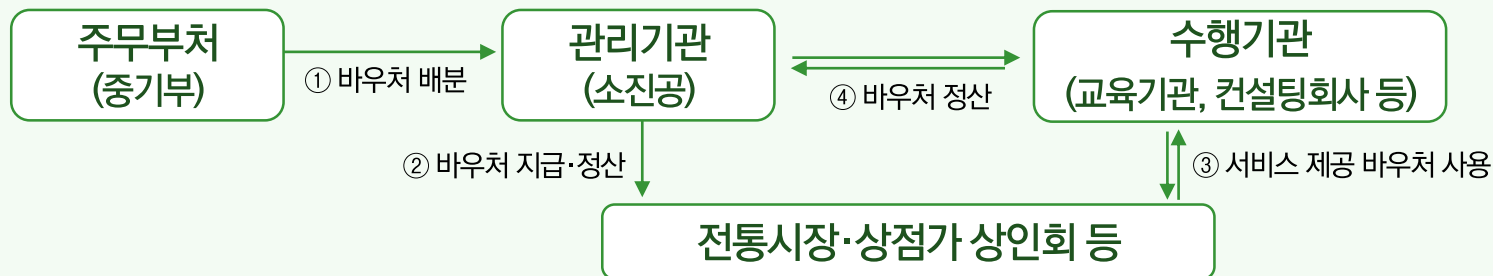 주무부처
(중기부)
① 바우처 배분
관리기관
(소진공)
④ 바우처 정산
수행기관
(교육기관, 컨설팅회사 등)
② 바우처 지급·정산
③ 서비스 제공 바우처 사용
전통시장·상점가 상인회 등